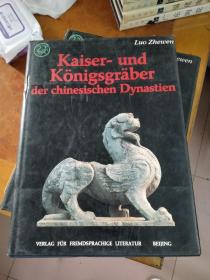 Luo Zhewen
Kaiser- und
Königsgräber
der chinesischen Dynastien
VERLAG FÜR FREMDSPRACHIGE LITERATUR BEIJING